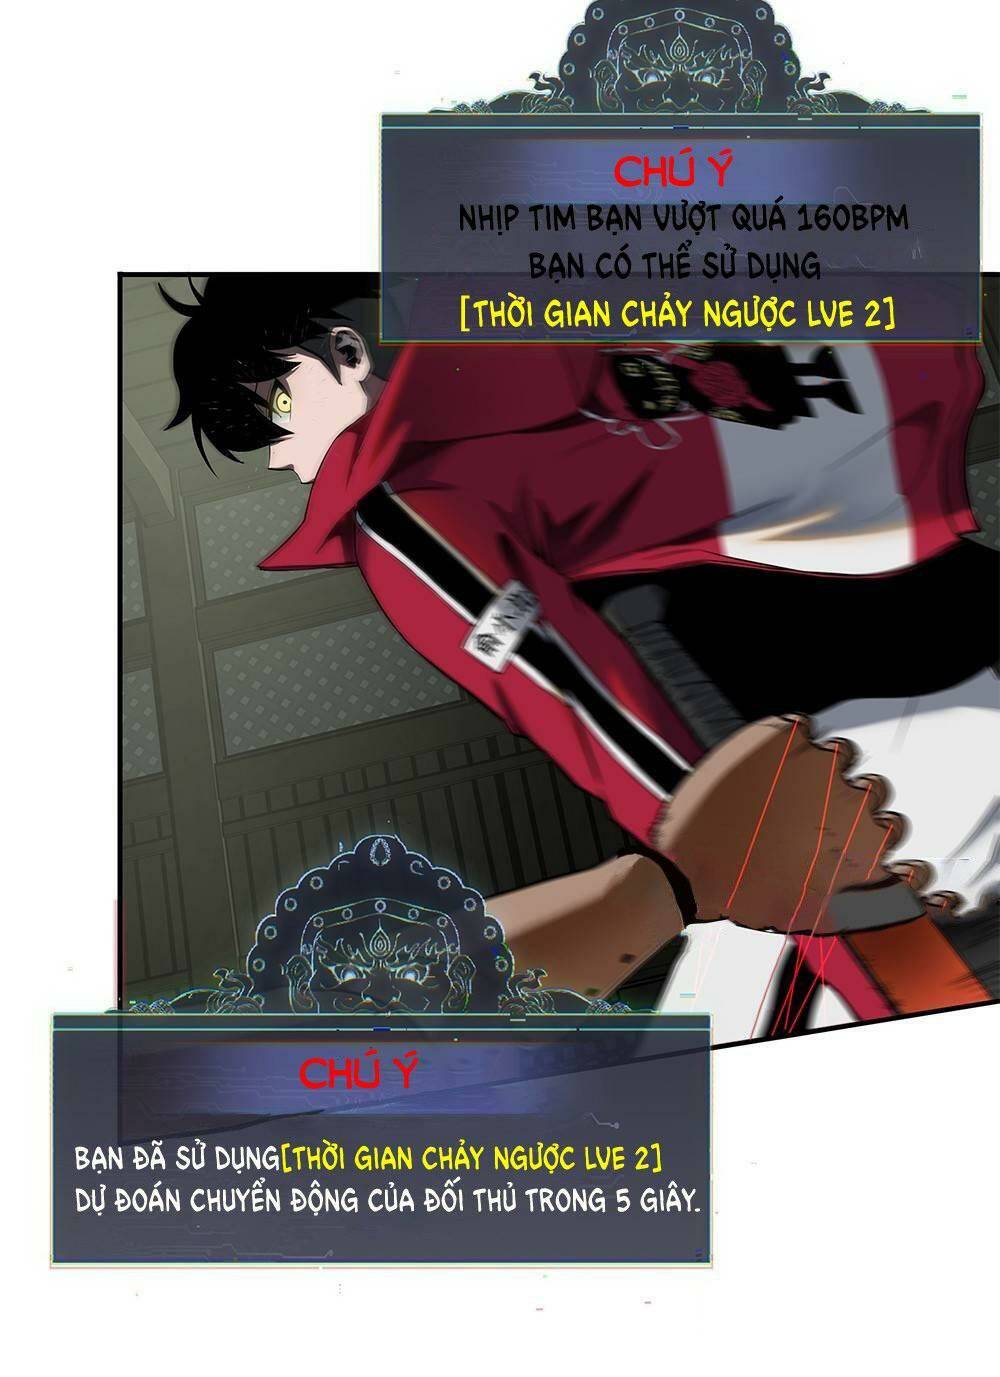 CHÚ Ý
NHỊP TIM BẠN VƯỢT QUÁ 160BPM
BẠN CÓ THỂ SỬ DỤNG
[THỜI GIAN CHẢY NGƯỢC LVE 2]
CHÚ Ý
BẠN ĐÃ SỬ DỤNG[THỜI GIAN CHẢY NGƯỢC LVE 2]
DỰ ĐOÁN CHUYỂN ĐỘNG CỦA ĐỐI THỦ TRONG 5 GIÂY.